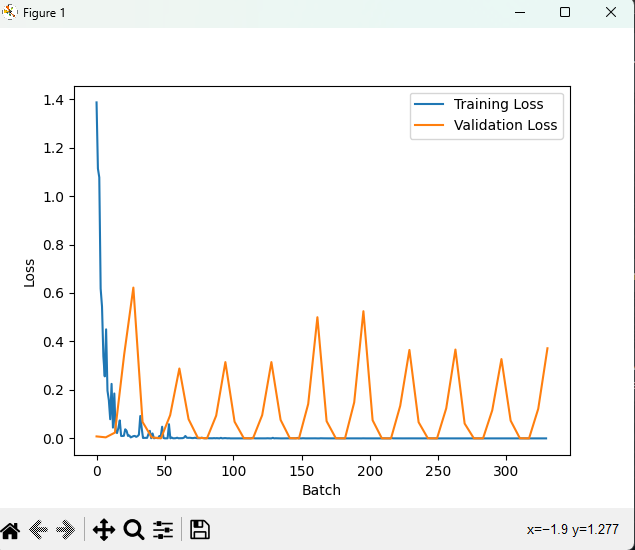 Figure 1
Training Loss
Validation Loss
1.4
1.2
1.0
0.8
0.6
0.4
0.2
0.0
Loss
0 50 100 150 200 250 300
Batch
x=−1.9 y=1.277